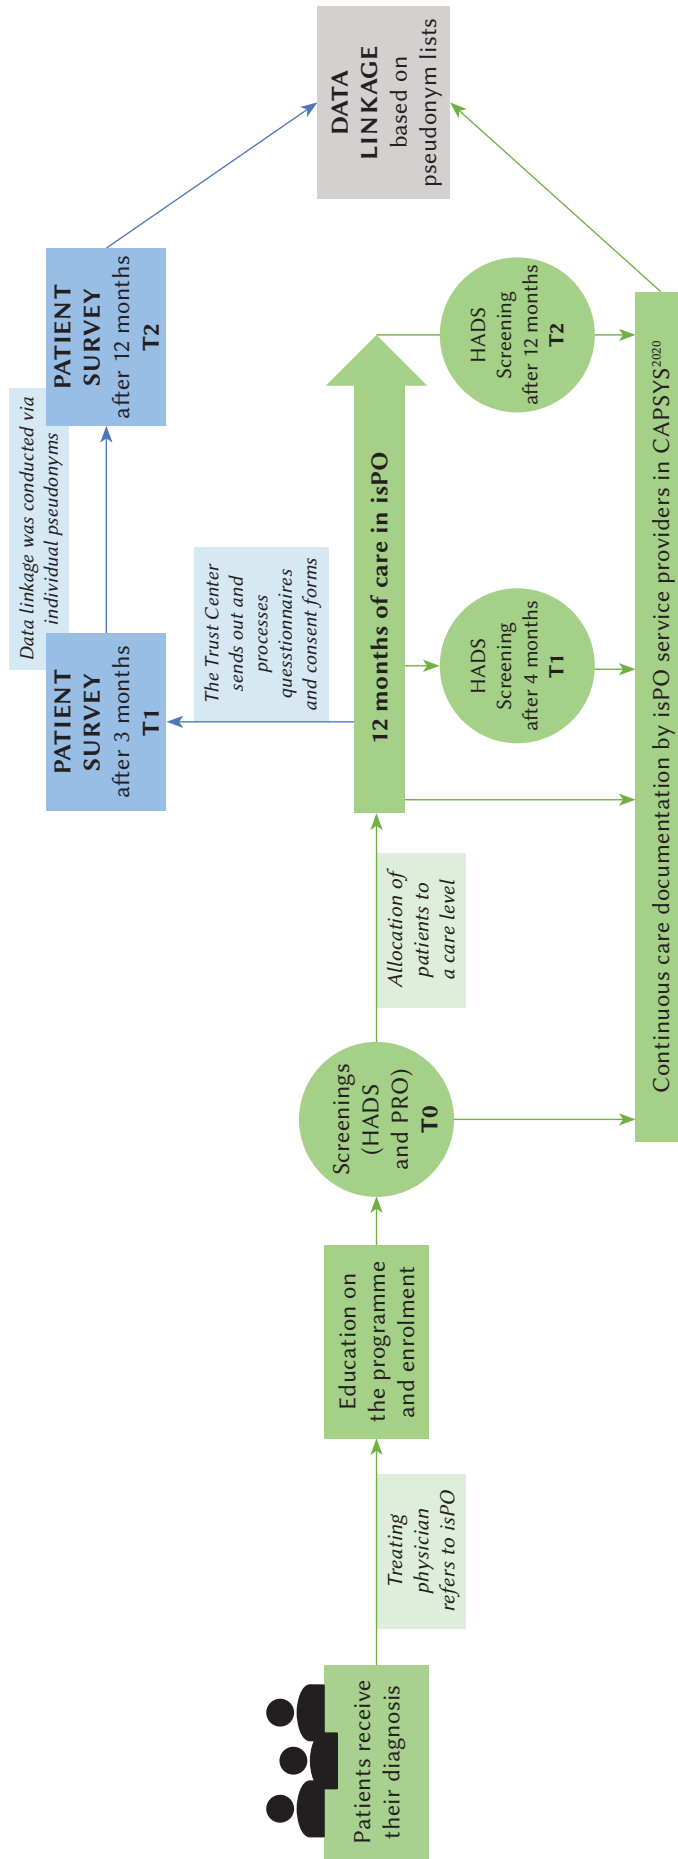 Patients receive
their diagnosis
Treating
physician
refers to isPO
Education on
the programme
and enrolment
Screenings
(HADS
and PRO)
T0
Allocation of
patients to
a care level
12 months of care in isPO
The Trust Center
sends out and
processes
quesstionnaires
and consent forms
PATIENT
SURVEY
after 3 months
T1
Data linkage was conducted via
individual pseudonyms
PATIENT
SURVEY
after 12 months
T2
HADS
Screening
after 4 months
T1
HADS
Screening
after 12 months
T2
Continuous care documentation by isPO service providers in CAPSYS2020
DATA
LINKAGE
based on
pseudonym lists